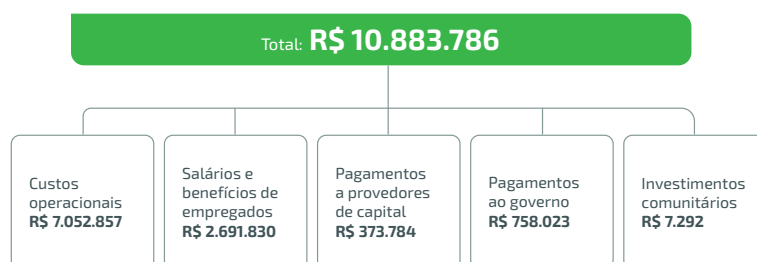 Total: R$ 10.883.786
Custos
operacionais
R$ 7.052.857
Salários e
benefícios de
empregados
R$ 2.691.830
Pagamentos
a provedores
de capital
R$ 373.784
Pagamentos
ao governo
R$ 758.023
Investimentos
comunitários
R$ 7.292